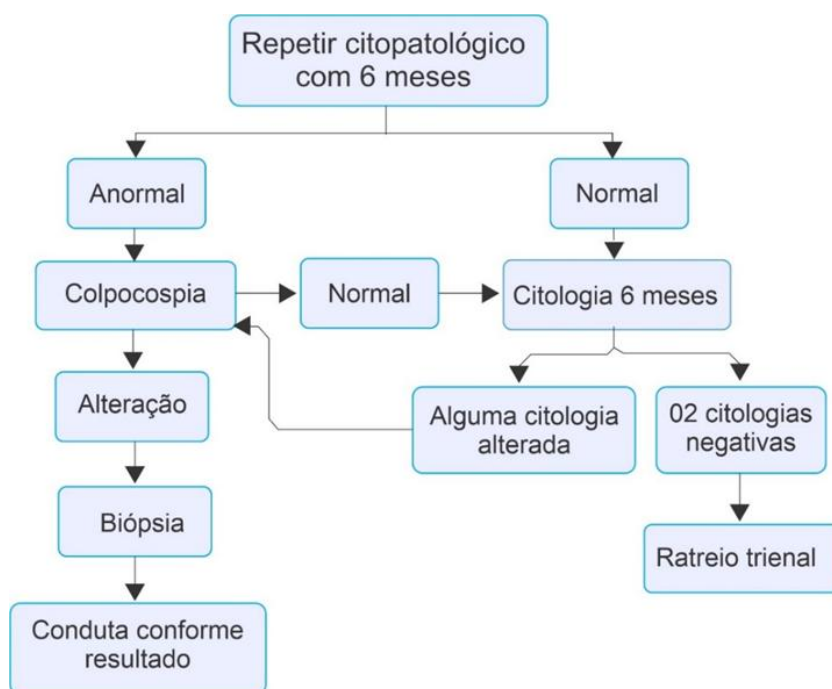 Repetir citopatológico
com 6 meses
Anormal
Normal
Colpocospia
Normal
Citologia 6 meses
Alteração
Alguma citologia
alterada
02 citologias
negativas
Biópsia
Ratreio trienal
Conduta conforme
resultado